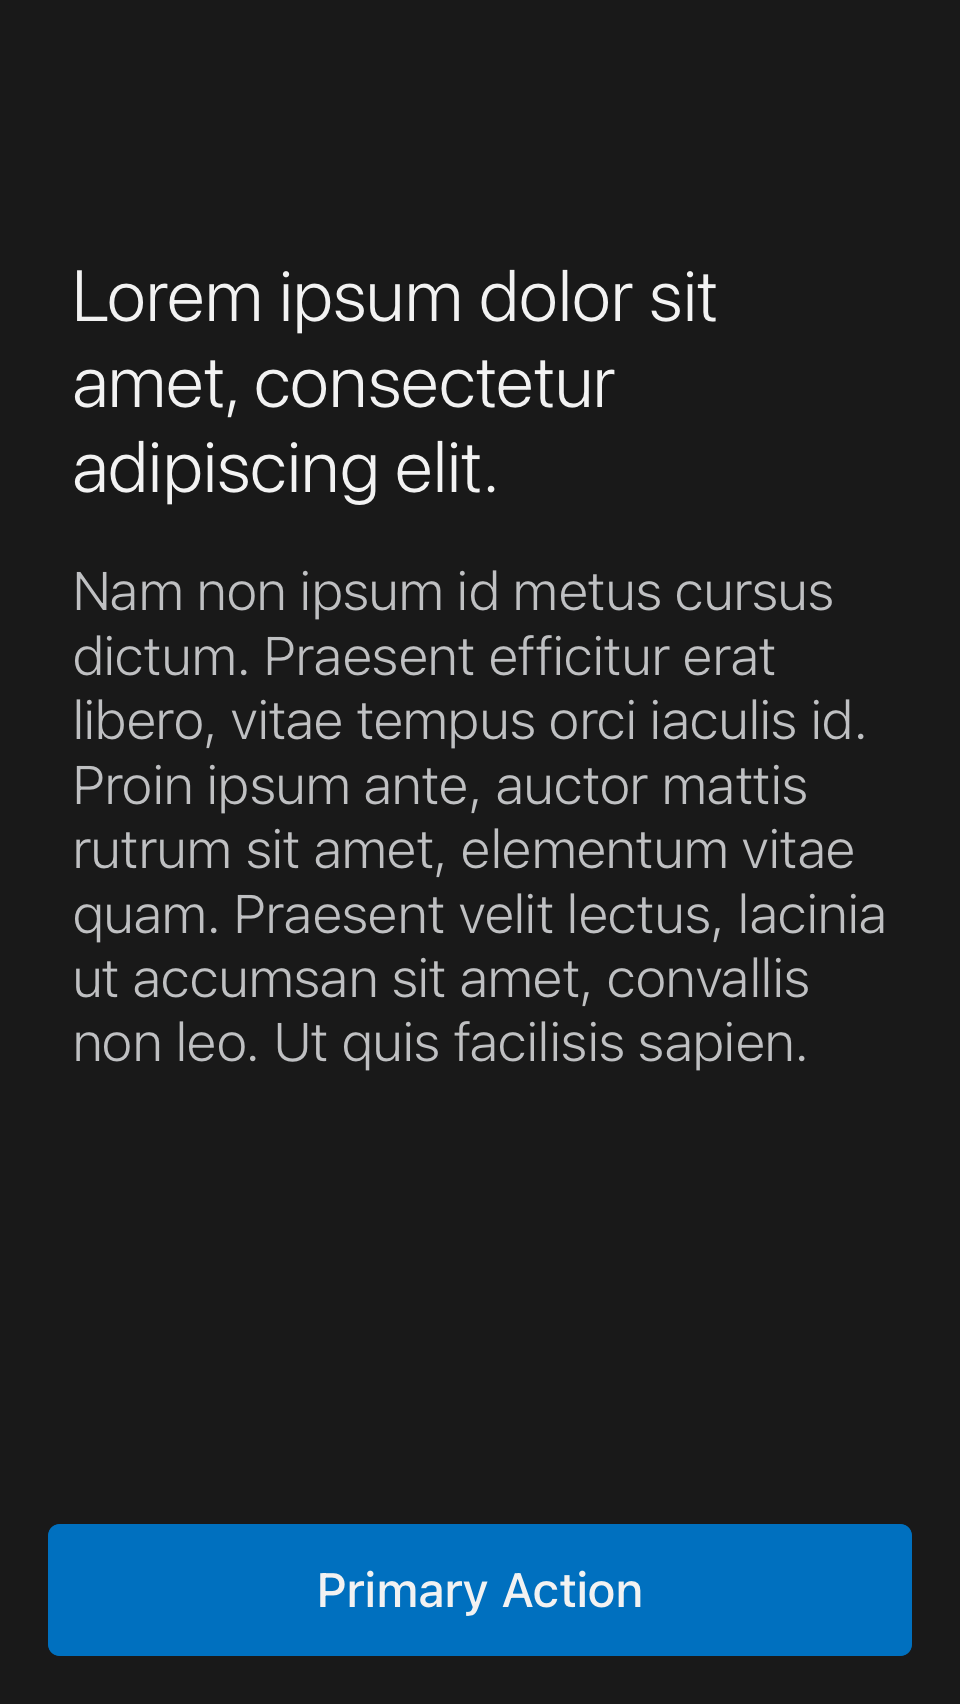 Lorem ipsum dolor sit
amet, consectetur
adipiscing elit.
Nam non ipsum id metus cursus
dictum. Praesent efficitur erat
libero, vitae tempus orci iaculis id.
Proin ipsum ante, auctor mattis
rutrum sit amet, elementum vitae
quam. Praesent velit lectus, lacinia
ut accumsan sit amet, convallis
non leo. Ut quis facilisis sapien.
Primary Action